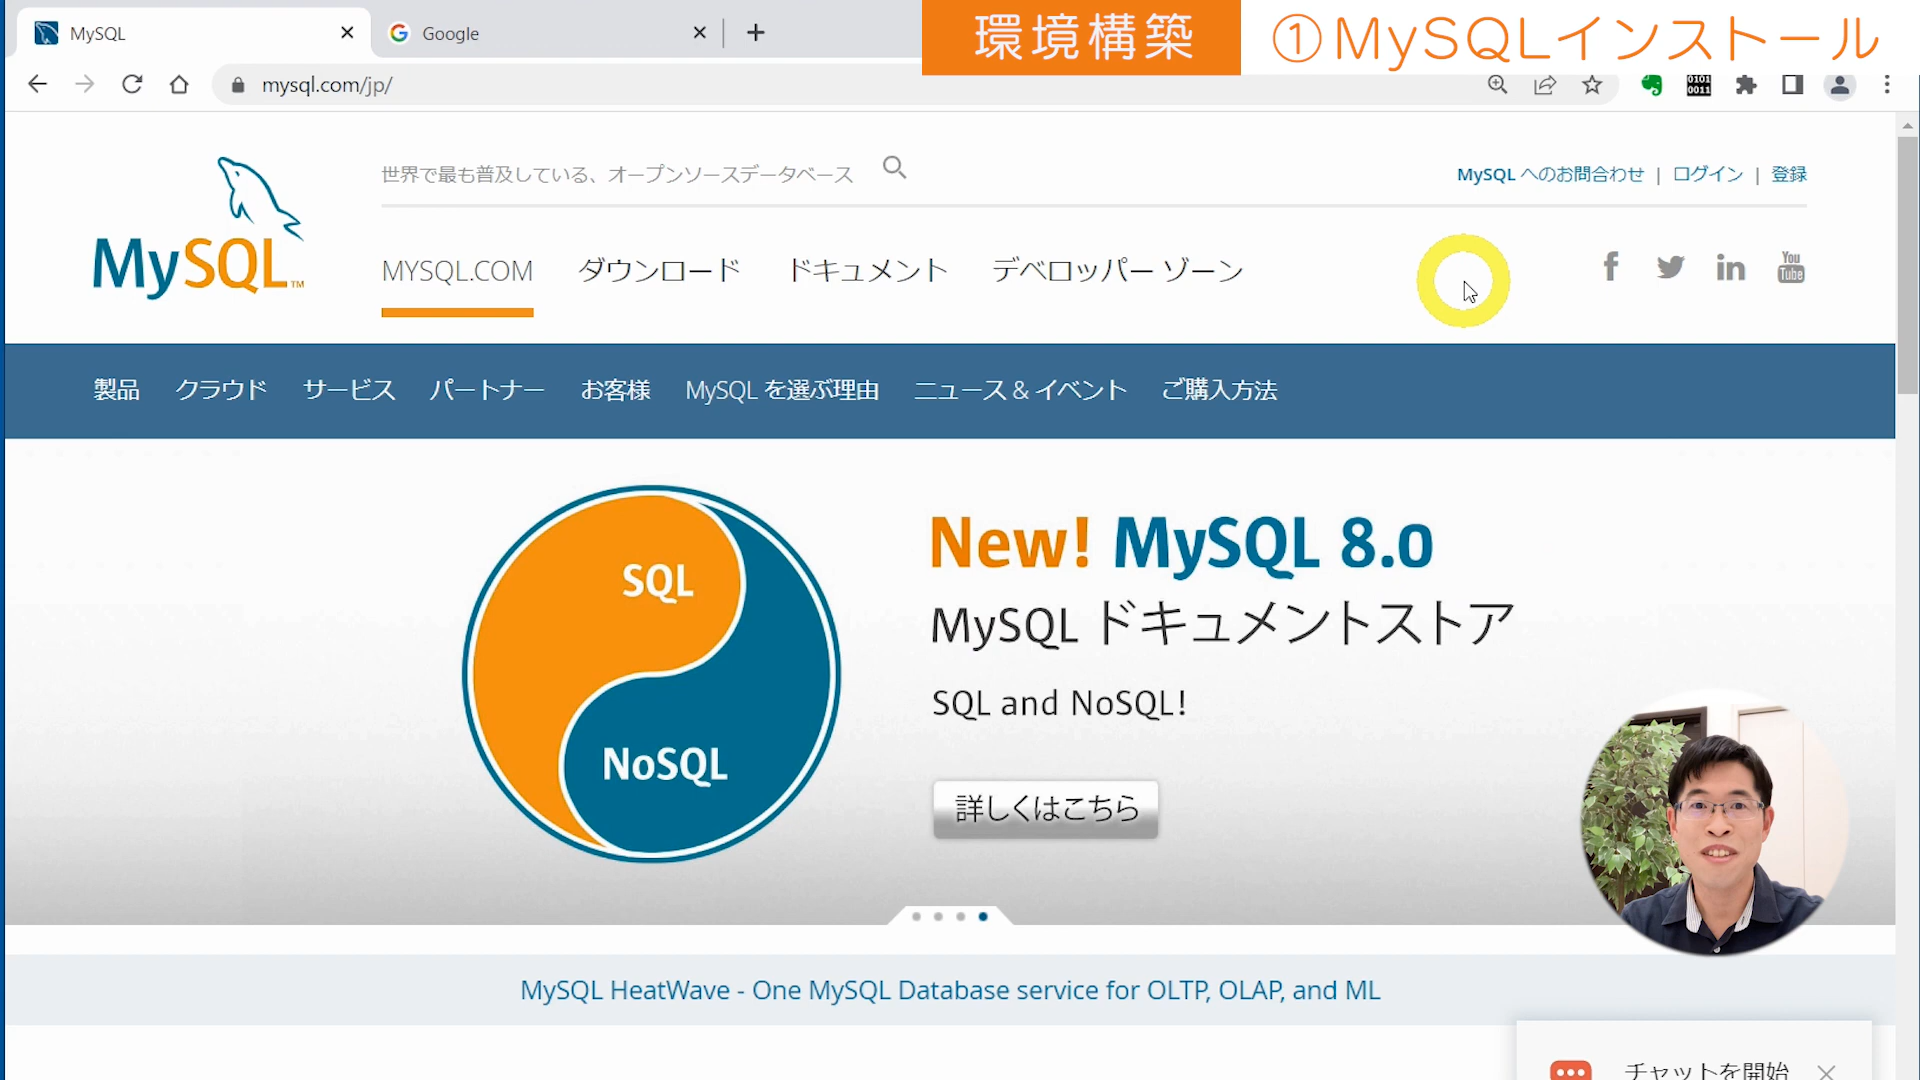 MySQL
Google
環境構築
①MySQLインストール
mysql.com/jp/
0101
0011
世界で最も普及している、オープンソースデータベース
MySQL へのお問合わせ | ログイン | 登録
MySQL™
MYSQL.COM ダウンロード ドキュメント デベロッパー ゾーン
You
Tube
製品 クラウド サービス パートナー お客様 MySQL を選ぶ理由 ニュース & イベント ご購入方法
SQL
NoSQL
New! MySQL 8.0
MySQL ドキュメントストア
SQL and NoSQL!
詳しくはこちら
MySQL HeatWave - One MySQL Database service for OLTP, OLAP, and ML
チャットを開始